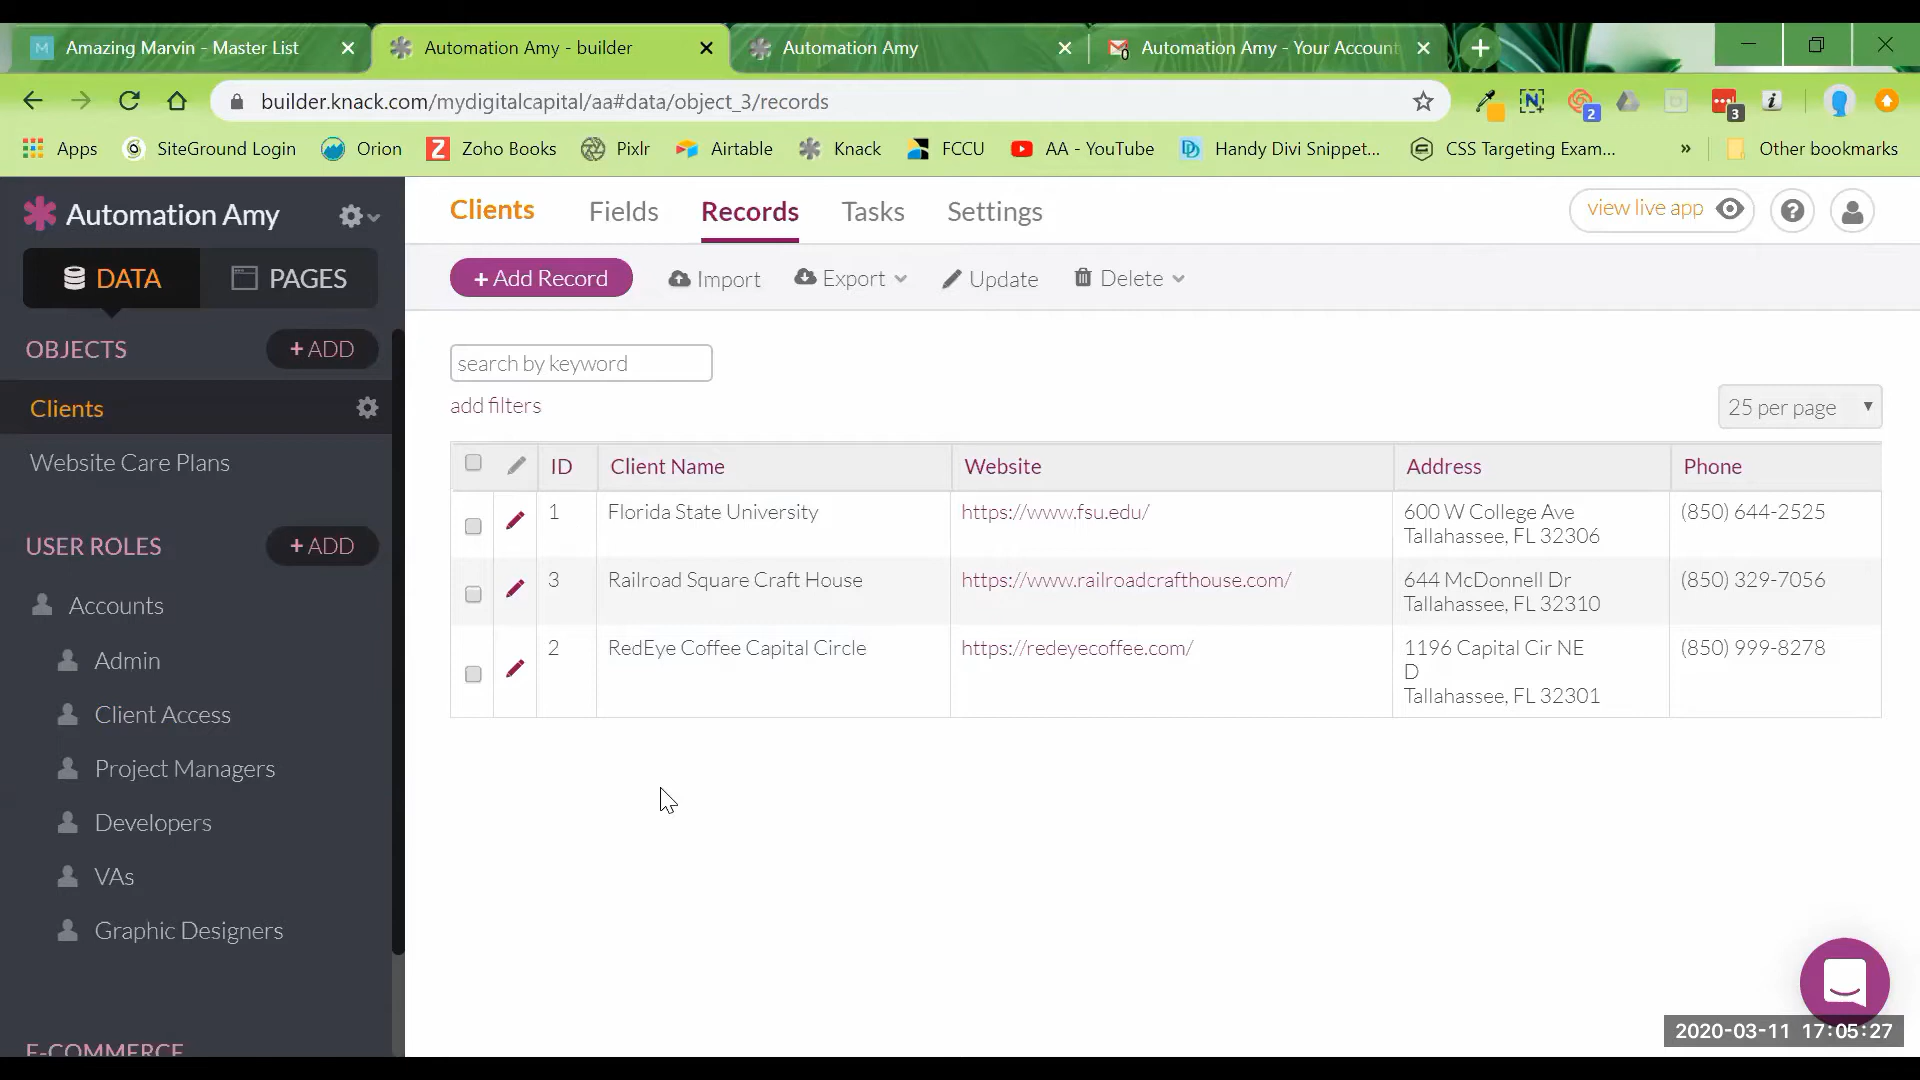 Amazing Marvin - Master List
Automation Amy - builder
Automation Amy
Automation Amy - Your Account
builder.knack.com/mydigitalcapital/aa#data/object_3/records
2
3
Apps
SiteGround Login
Orion
Zoho Books
Pixlr
Airtable
Knack
FCCU
AA - YouTube
Handy Divi Snippet...
CSS Targeting Exam...
»
Other bookmarks
Automation Amy
Clients
Fields
Records
Tasks
Settings
view live app
DATA
PAGES
+ Add Record
Import
Export
Update
Delete
OBJECTS
+ ADD
Clients
Website Care Plans
USER ROLES
+ ADD
Accounts
Admin
Client Access
Project Managers
Developers
VAs
Graphic Designers
E-COMMERCE
search by keyword
add filters
25 per page
ID Client Name Website Address Phone
1 Florida State University https://www.fsu.edu/ 600 W College Ave (850) 644-2525
Tallahassee, FL 32306
3 Railroad Square Craft House https://www.railroadcrafthouse.com/ 644 McDonnell Dr (850) 329-7056
Tallahassee, FL 32310
2 RedEye Coffee Capital Circle https://redeyecoffee.com/ 1196 Capital Cir NE (850) 999-8278
D
Tallahassee, FL 32301
2020-03-11 17:05:27